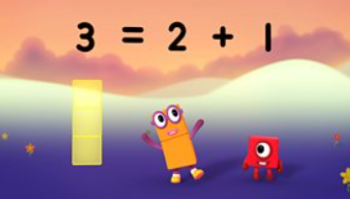 3 = 2 + 1